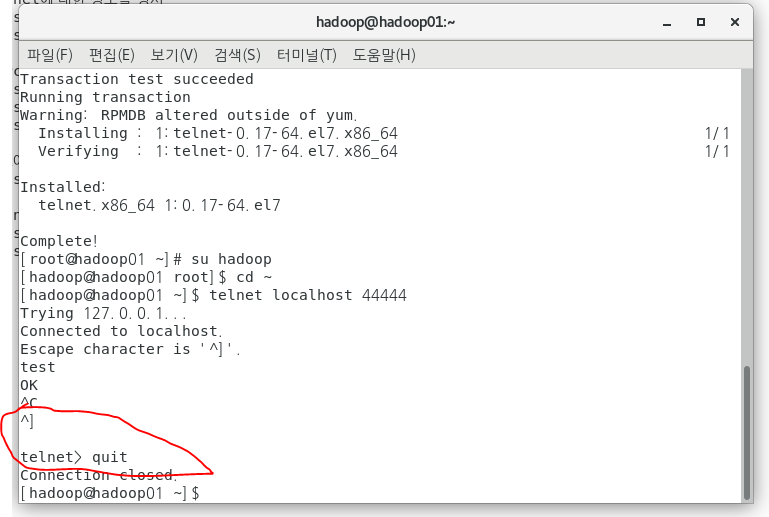 hadoop@hadoop01:~
파일(F) 편집(E) 보기(V) 검색(S) 터미널(T) 도움말(H)
Transaction test succeeded
Running transaction
Warning: RPMDB altered outside of yum.
  Installing : 1:telnet-0.17-64.el7.x86_64 1/1
  Verifying  : 1:telnet-0.17-64.el7.x86_64 1/1
Installed:
  telnet.x86_64 1:0.17-64.el7
Complete!
[root@hadoop01 ~]# su hadoop
[hadoop@hadoop01 root]$ cd ~
[hadoop@hadoop01 ~]$ telnet localhost 44444
Trying 127.0.0.1...
Connected to localhost.
Escape character is '^]'.
test
OK
^C
^]
telnet> quit
Connection closed.
[hadoop@hadoop01 ~]$